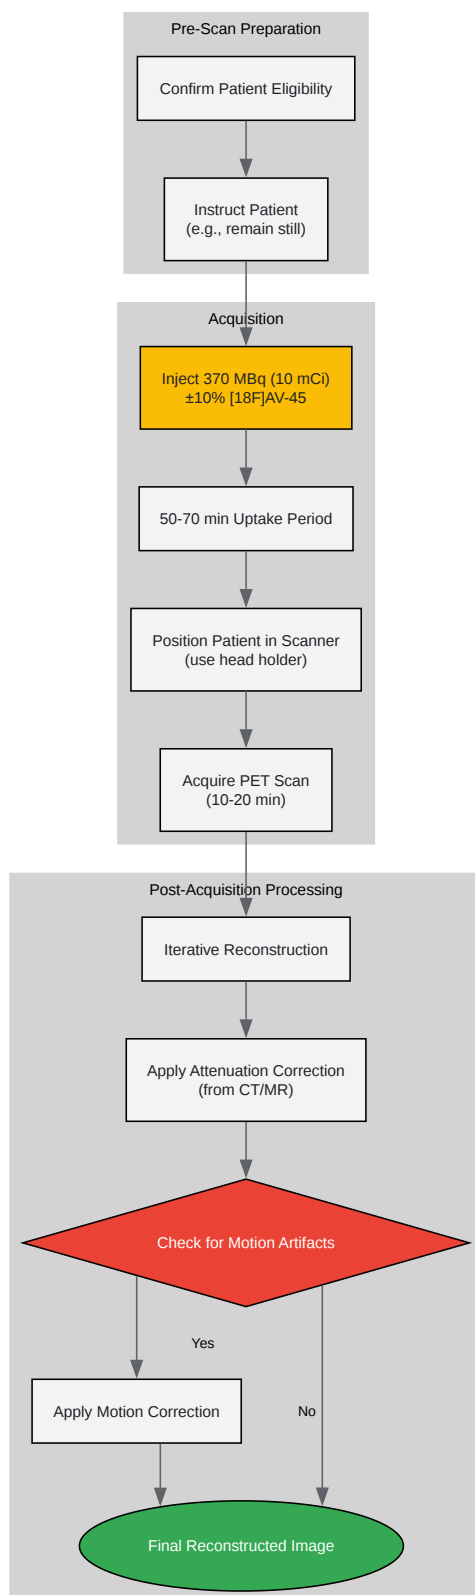 Pre-Scan Preparation
Confirm Patient Eligibility
Instruct Patient
(e.g., remain still)
Acquisition
Inject 370 MBq (10 mCi)
±10% [18F]AV-45
50-70 min Uptake Period
Position Patient in Scanner
(use head holder)
Acquire PET Scan
(10-20 min)
Post-Acquisition Processing
Iterative Reconstruction
Apply Attenuation Correction
(from CT/MR)
Check for Motion Artifacts
Yes
Apply Motion Correction
No
Final Reconstructed Image